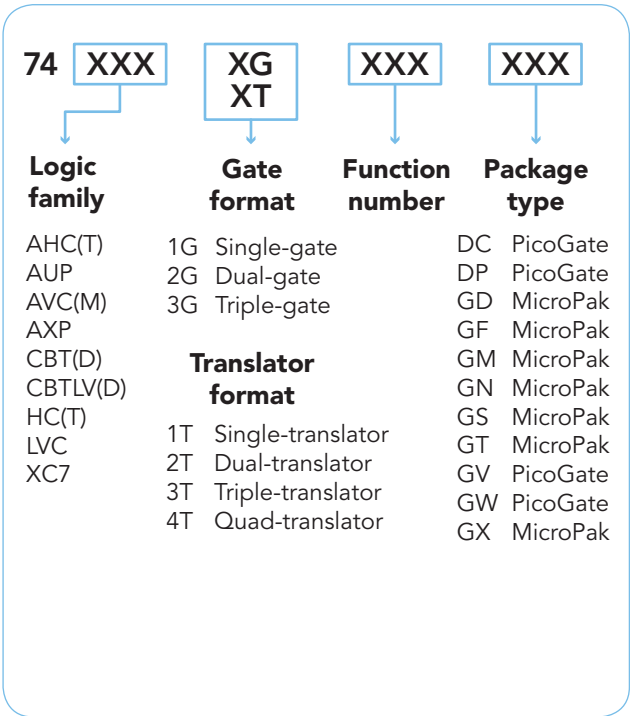 74 XXX XG XXX XXX
XT
Logic family
Gate format
Function number
Package type
AHC(T)
AUP
AVC(M)
AXP
CBT(D)
CBTLV(D)
HC(T)
LVC
XC7
1G Single-gate
2G Dual-gate
3G Triple-gate
Translator
format
1T Single-translator
2T Dual-translator
3T Triple-translator
4T Quad-translator
DC PicoGate
DP PicoGate
GD MicroPak
GF MicroPak
GM MicroPak
GN MicroPak
GS MicroPak
GT MicroPak
GV PicoGate
GW PicoGate
GX MicroPak